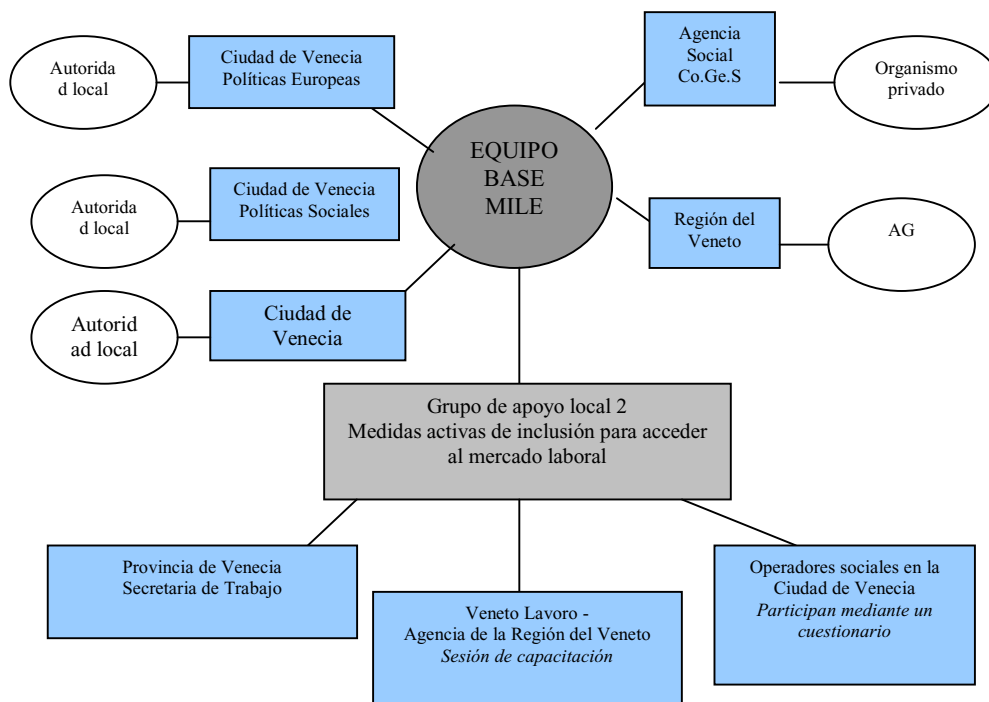 Autorida
d local
Ciudad de Venecia
Políticas Europeas
Agencia
Social
Co.Ge.S
Organismo
privado
EQUIPO
BASE
MILE
Autorida
d local
Ciudad de Venecia
Políticas Sociales
Región del
Veneto
AG
Autorid
ad local
Ciudad de
Venecia
Grupo de apoyo local 2
Medidas activas de inclusión para acceder
al mercado laboral
Provincia de Venecia
Secretaria de Trabajo
Veneto Lavoro -
Agencia de la Región del Veneto
Sesión de capacitación
Operadores sociales en la
Ciudad de Venecia
Participan mediante un
cuestionario